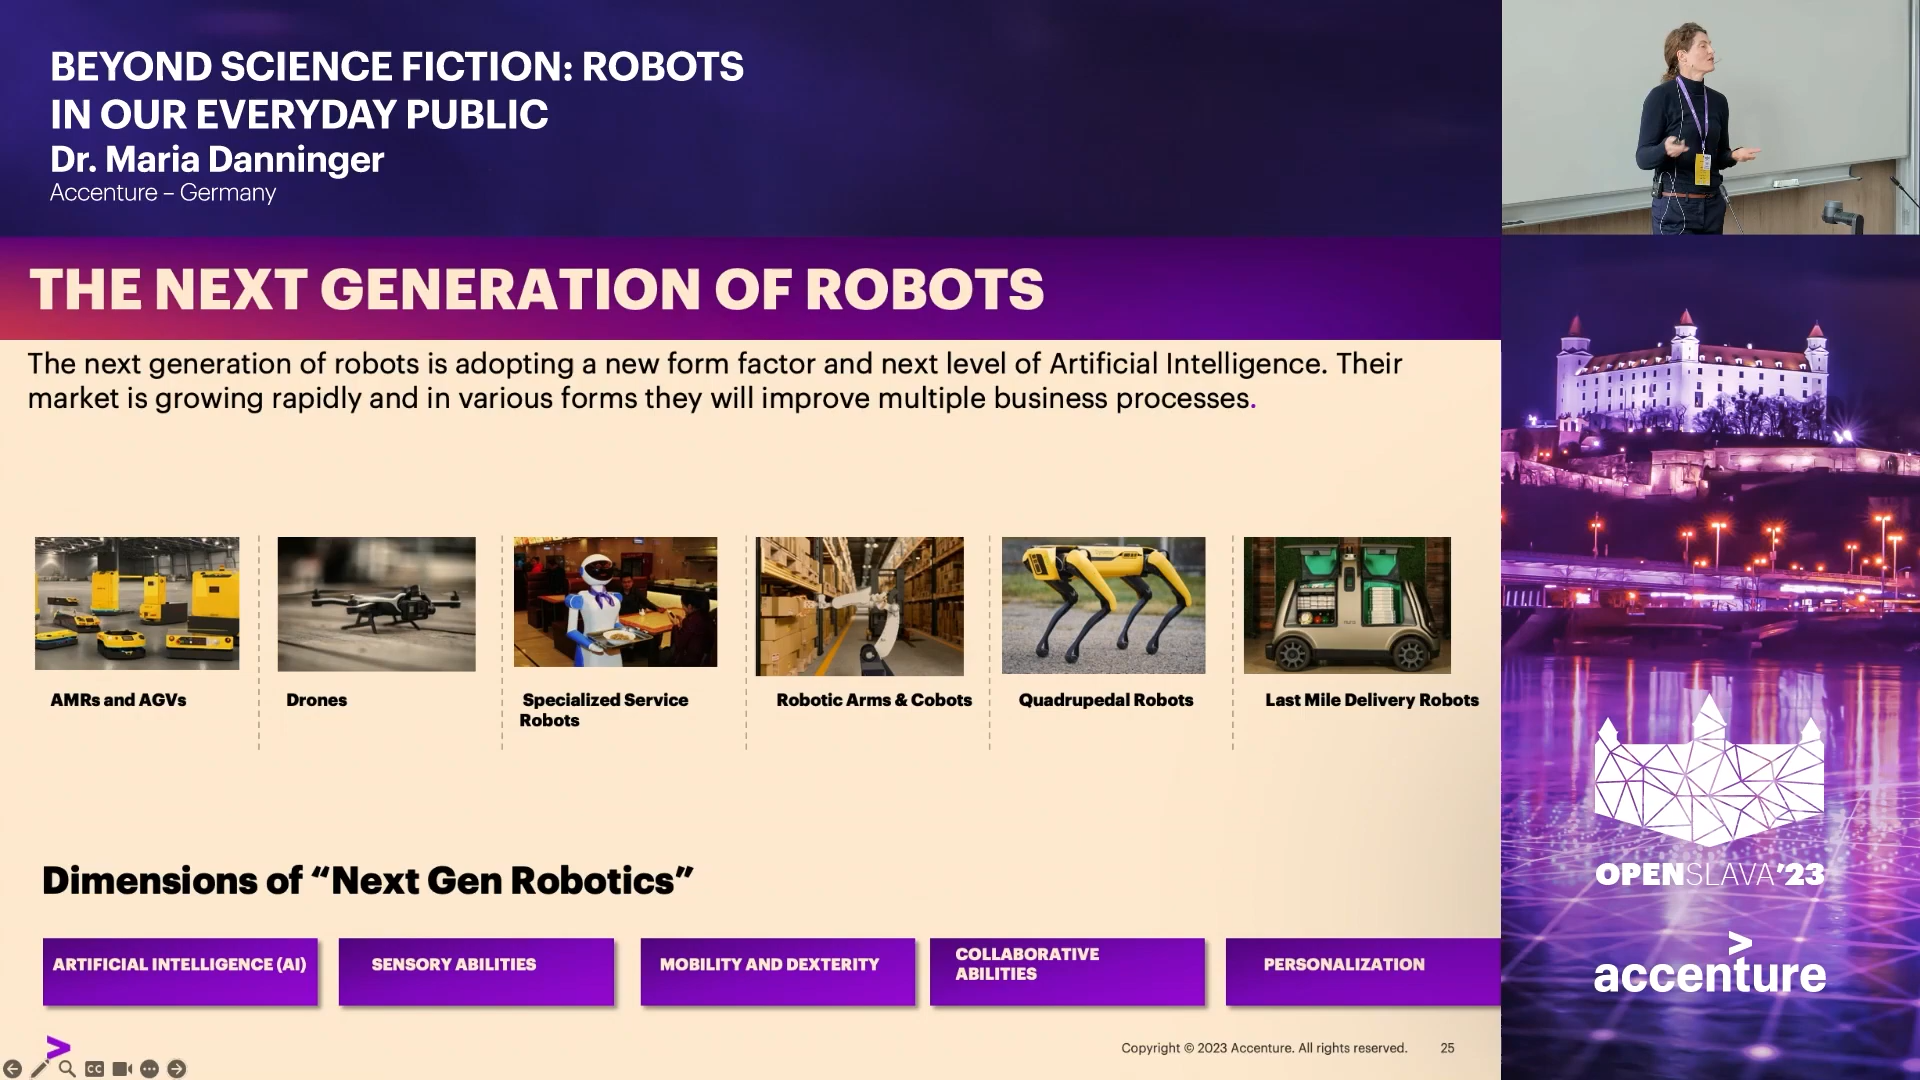 BEYOND SCIENCE FICTION: ROBOTS
IN OUR EVERYDAY PUBLIC
Dr. Maria Danninger
Accenture – Germany
THE NEXT GENERATION OF ROBOTS
The next generation of robots is adopting a new form factor and next level of Artificial Intelligence. Their
market is growing rapidly and in various forms they will improve multiple business processes.
AMRs and AGVs
Drones
Specialized Service
Robots
Robotic Arms & Cobots
Quadrupedal Robots
Last Mile Delivery Robots
Dimensions of “Next Gen Robotics”
ARTIFICIAL INTELLIGENCE (AI)
SENSORY ABILITIES
MOBILITY AND DEXTERITY
COLLABORATIVE
ABILITIES
PERSONALIZATION
Copyright © 2023 Accenture. All rights reserved. 25
CC
OPENSLAVA'23
accenture